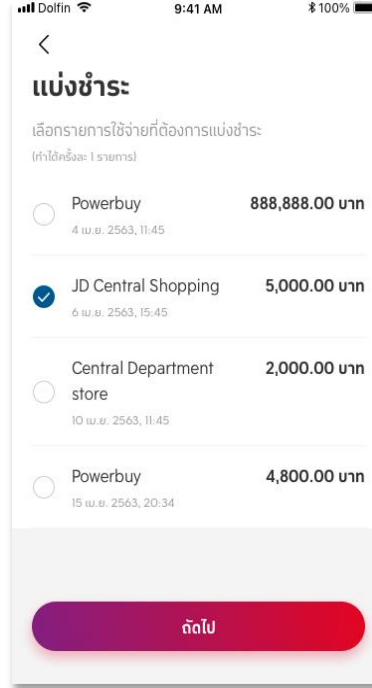 Dolfin
9:41 AM
100%
แบ่งชำระ
เลือกรายการใช้จ่ายที่ต้องการแบ่งชำระ
(ทำได้ครั้งละ 1 รายการ)
Powerbuy 888,888.00 บาท
4 เม.ย. 2563, 11:45
JD Central Shopping 5,000.00 บาท
6 เม.ย. 2563, 15:45
Central Department 2,000.00 บาท
store
10 เม.ย. 2563, 11:45
Powerbuy 4,800.00 บาท
15 เม.ย. 2563, 20:34
ถัดไป